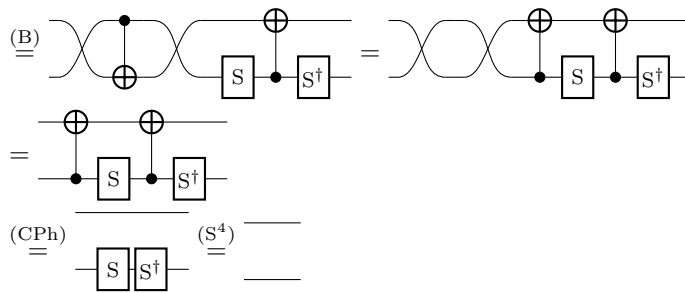 (B) = S S† = S S†
= S S†
(CPh) = S S† (S⁴) =